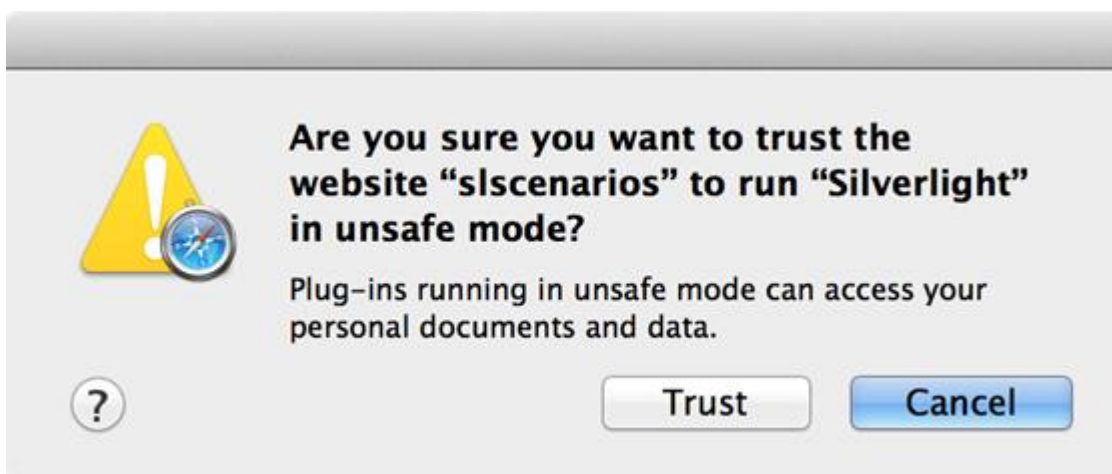 Are you sure you want to trust the
website “slscenarios” to run “Silverlight”
in unsafe mode?
Plug-ins running in unsafe mode can access your
personal documents and data.
? Trust Cancel